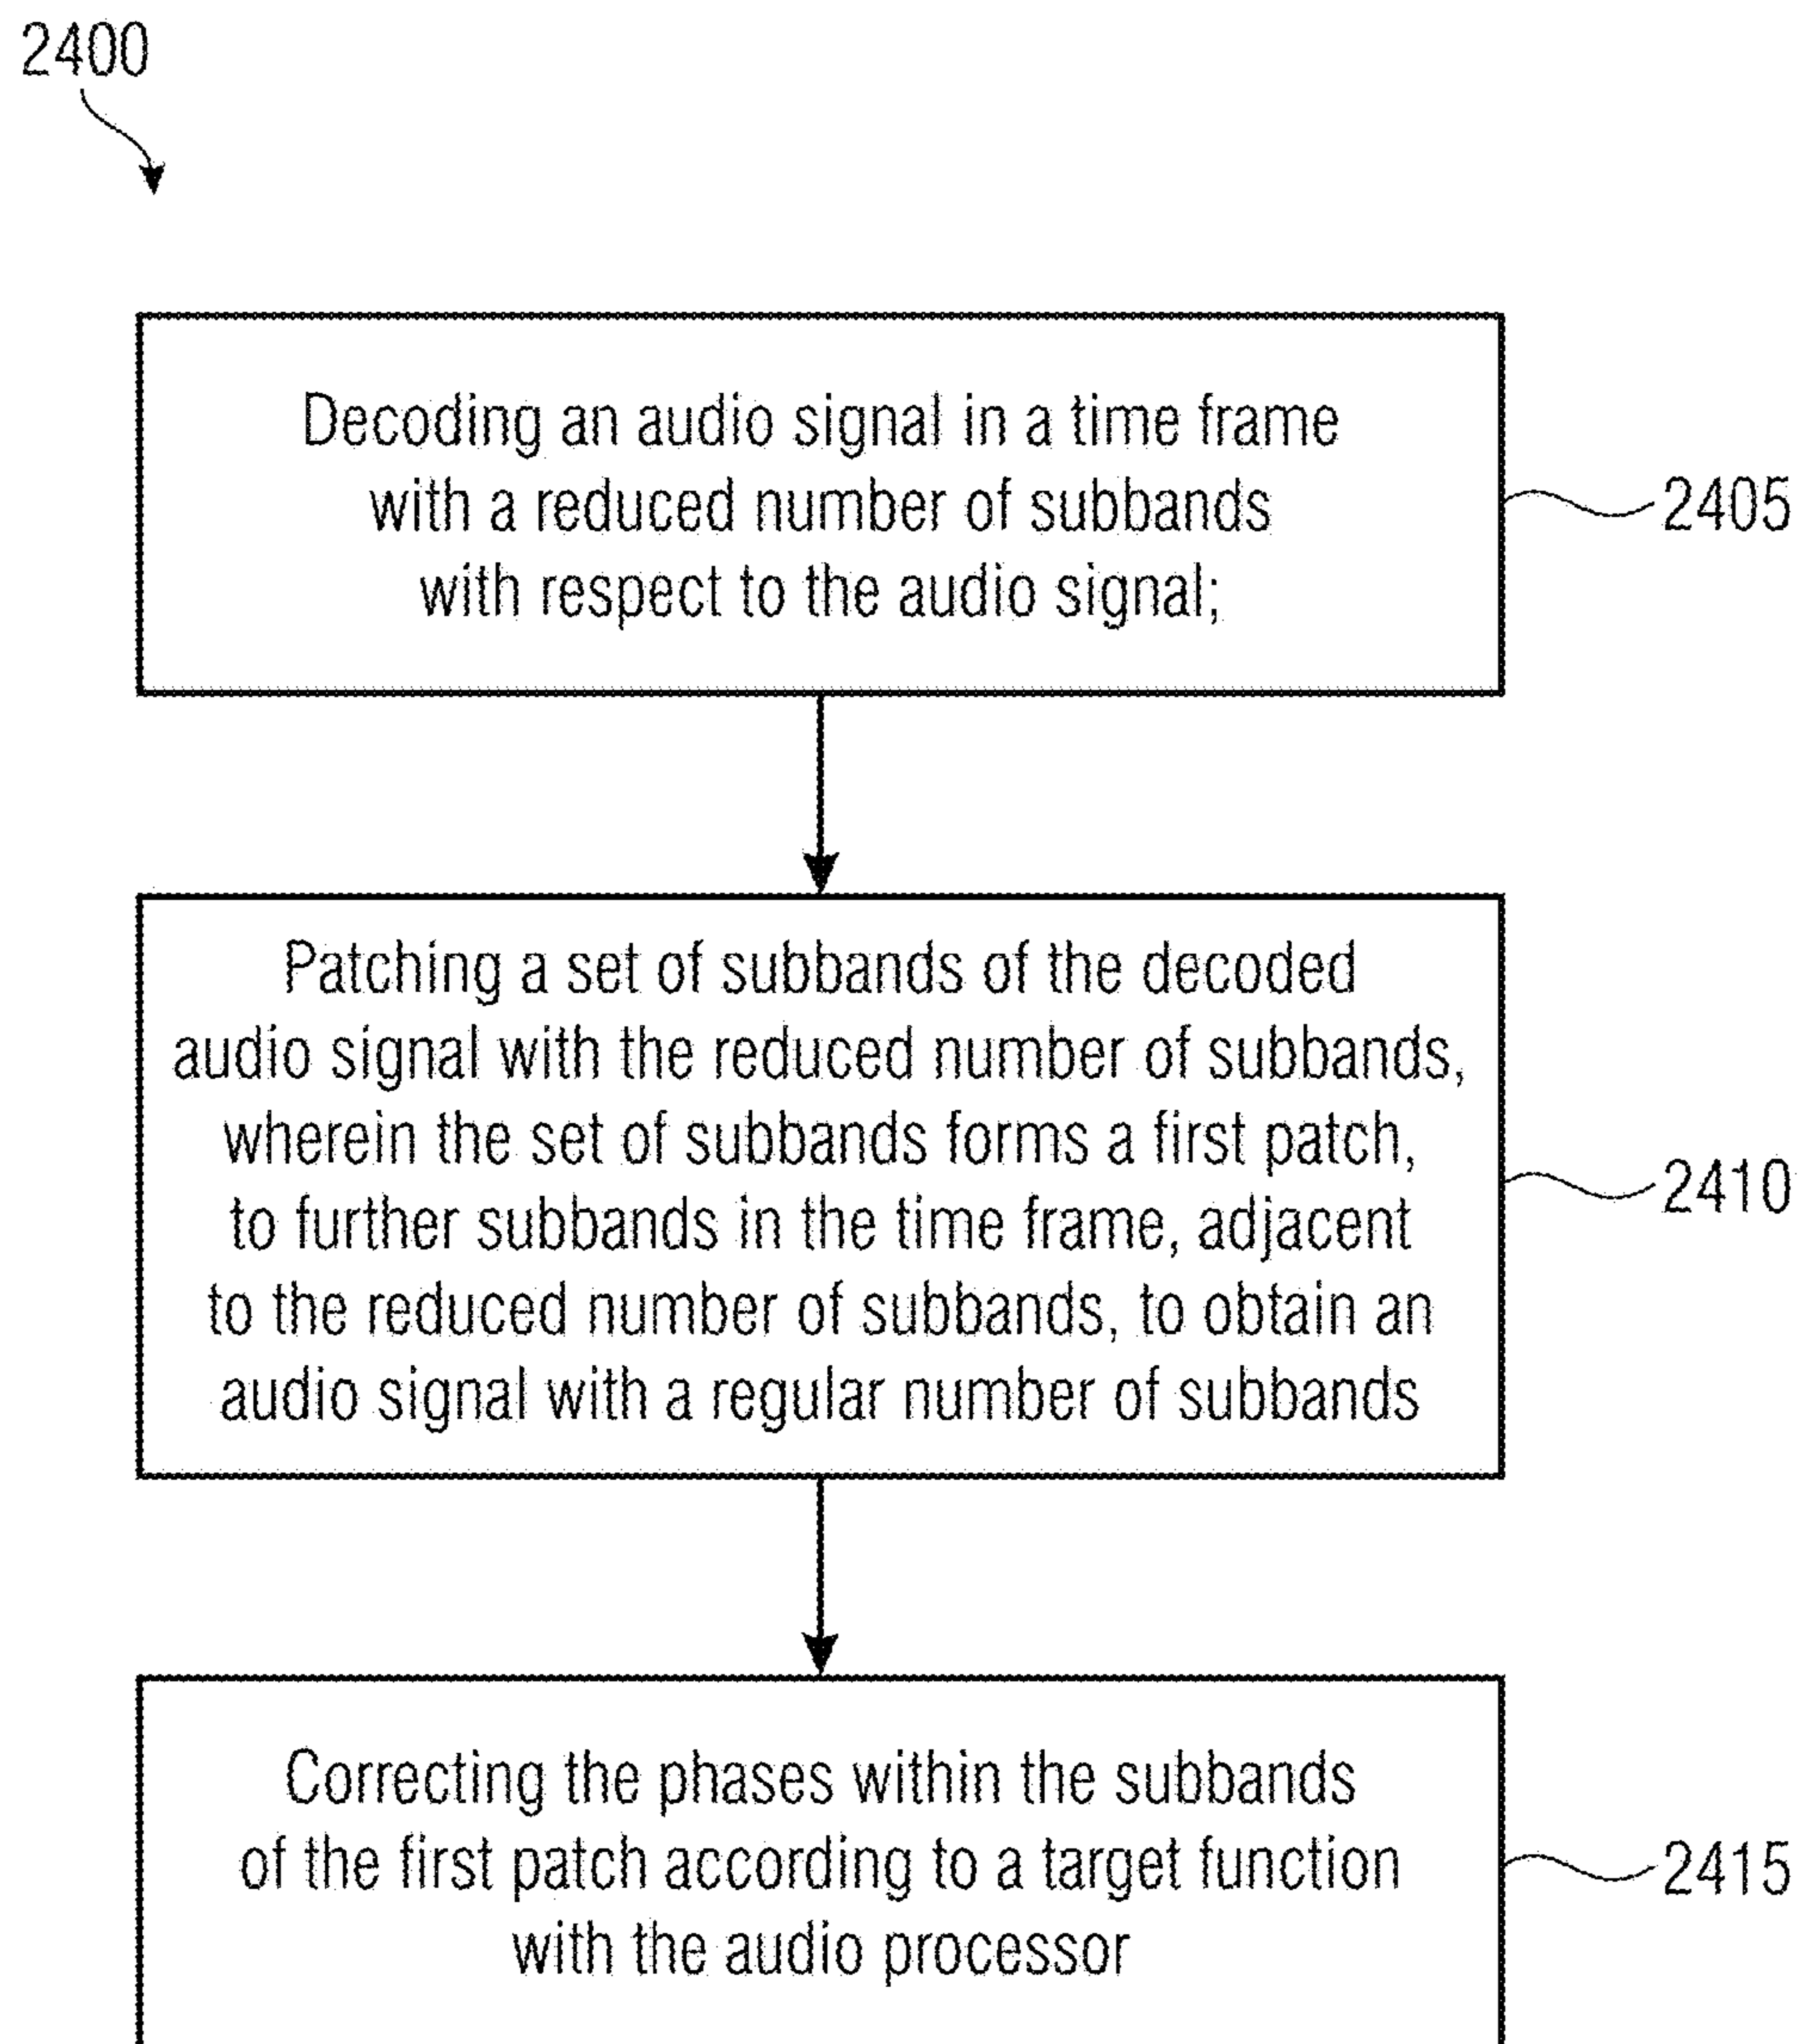 2400
Decoding an audio signal in a time frame
with a reduced number of subbands
with respect to the audio signal;
2405
Patching a set of subbands of the decoded
audio signal with the reduced number of subbands,
wherein the set of subbands forms a first patch,
to further subbands in the time frame, adjacent
to the reduced number of subbands, to obtain an
audio signal with a regular number of subbands
2410
Correcting the phases within the subbands
of the first patch according to a target function
with the audio processor
2415